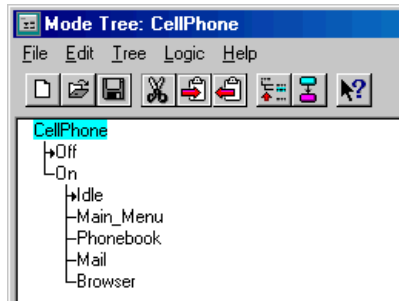 Mode Tree: CellPhone
File Edit Tree Logic Help
CellPhone
Off
On
Idle
Main_Menu
Phonebook
Mail
Browser